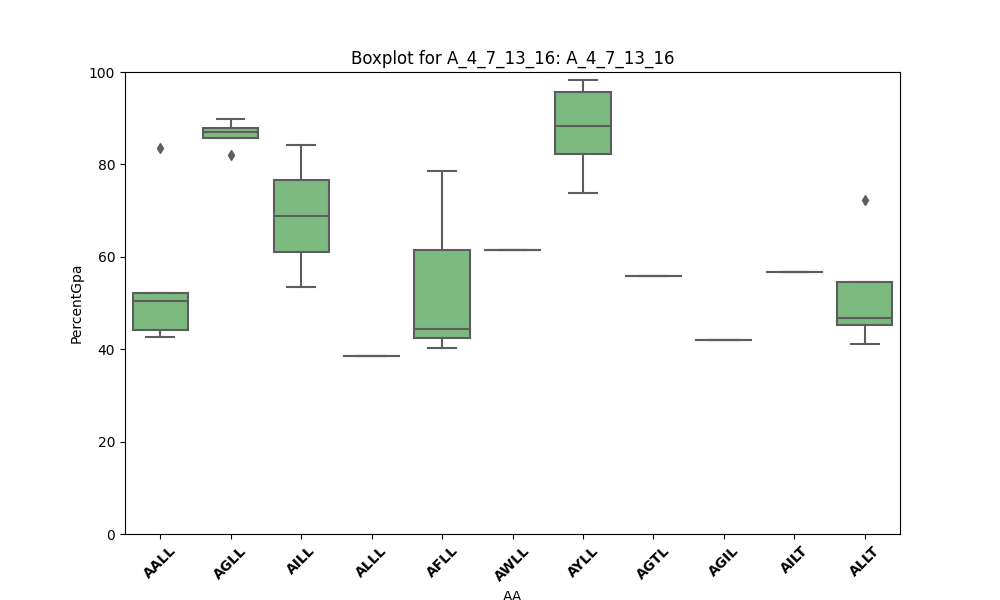 Boxplot for A_4_7_13_16: A_4_7_13_16
100
80
60
40
20
0
PercentGpa
AALL AGLL AILL ALLL AFLL AWLL AYLL AGTL AGIL AILT ALLT
AA